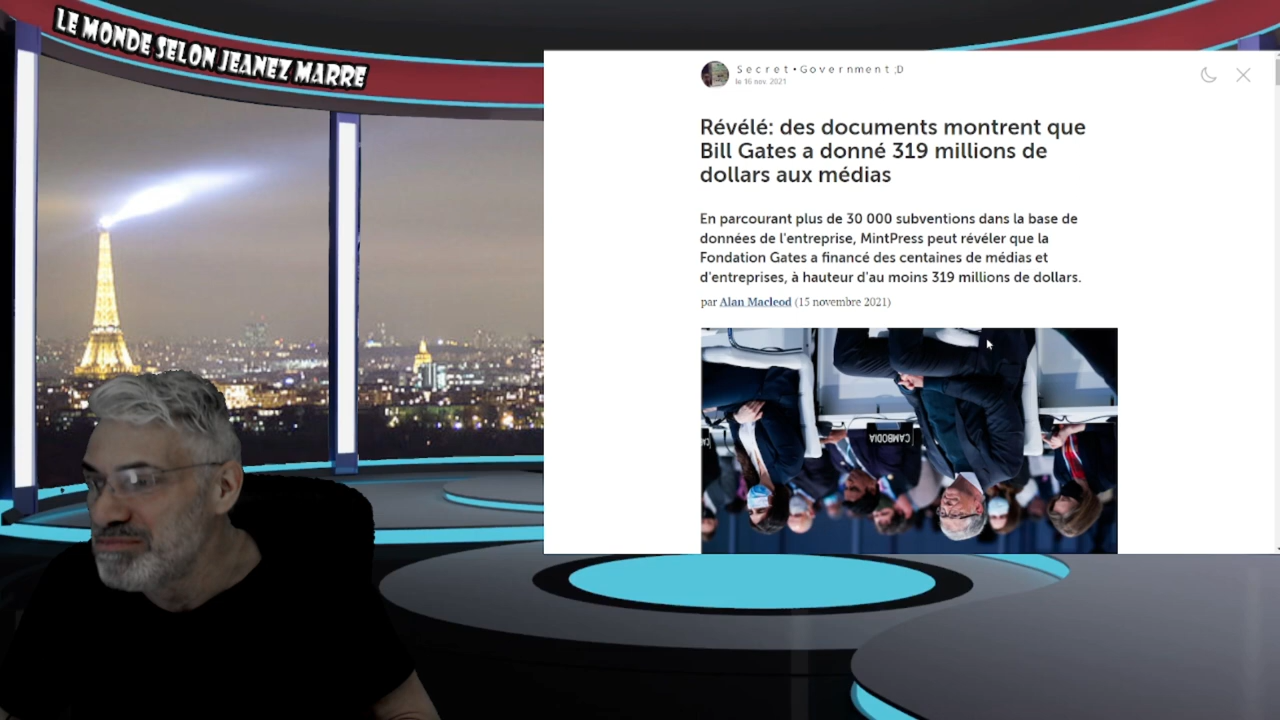 LE MONDE SELON JEANEZ MARRE
Secret•Government ;D
le 16 nov. 2021
Révélé: des documents montrent que
Bill Gates a donné 319 millions de
dollars aux médias
En parcourant plus de 30 000 subventions dans la base de
données de l'entreprise, MintPress peut révéler que la
Fondation Gates a financé des centaines de médias et
d'entreprises, à hauteur d'au moins 319 millions de dollars.
par Alan Macleod (15 novembre 2021)
CAMBODIA